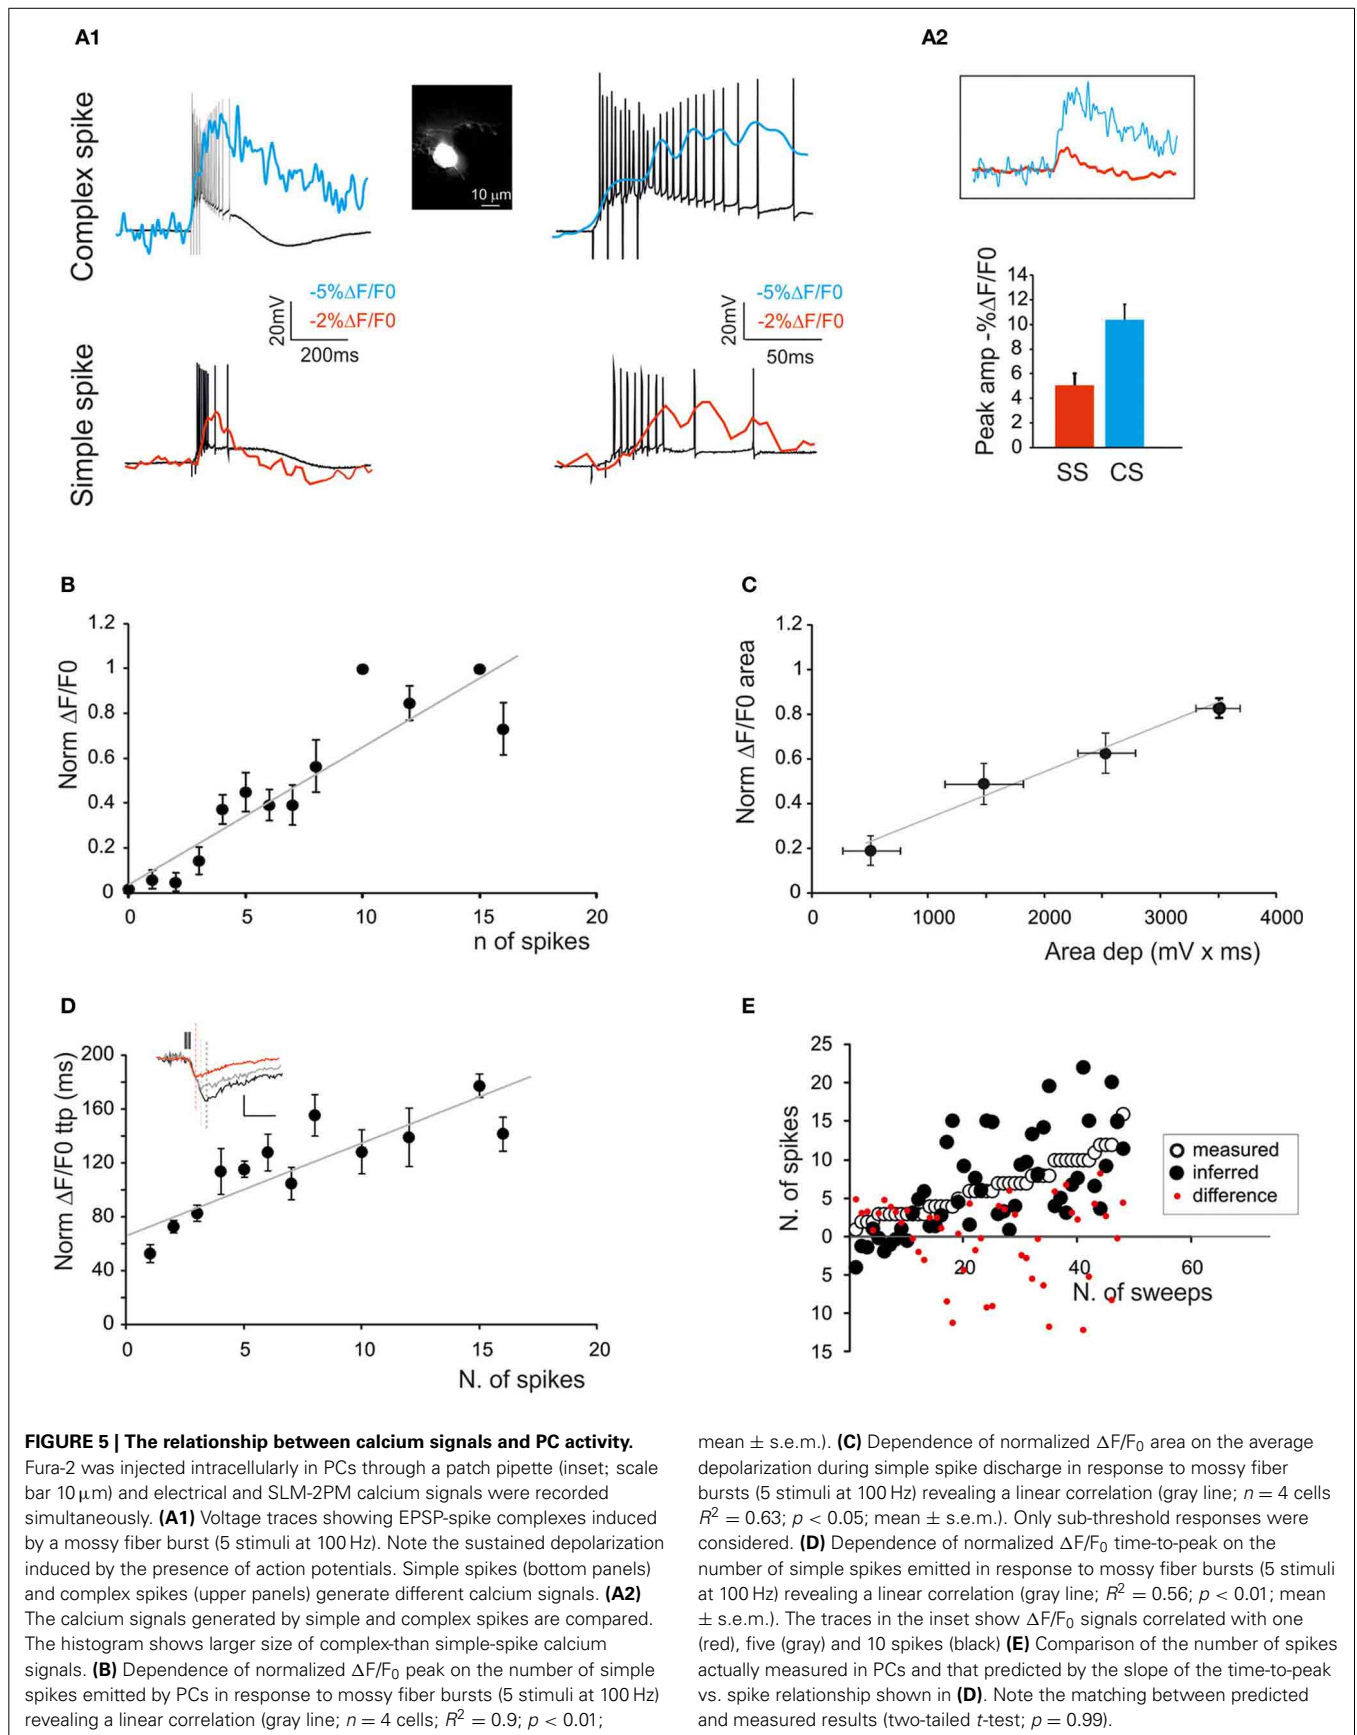 A1
A2
Complex spike
10 μm
-5%ΔF/F0
-2%ΔF/F0
20mV
200ms
-5%ΔF/F0
-2%ΔF/F0
20mV
50ms
Simple spike
Peak amp -%ΔF/F0
14
12
10
8
6
4
2
0
SS CS
B
Norm ΔF/F0
1.2
1
0.8
0.6
0.4
0.2
0
0 5 10 15 20
n of spikes
C
Norm ΔF/F0 area
1.2
1
0.8
0.6
0.4
0.2
0
0 1000 2000 3000 4000
Area dep (mV x ms)
D
Norm ΔF/F0 ttp (ms)
200
160
120
80
40
0
0 5 10 15 20
N. of spikes
E
N. of spikes
25
20
15
10
5
0
5
10
15
20 40 60
N. of sweeps
measured
inferred
difference
FIGURE 5 | The relationship between calcium signals and PC activity.
Fura-2 was injected intracellularly in PCs through a patch pipette (inset; scale
bar 10 μm) and electrical and SLM-2PM calcium signals were recorded
simultaneously. (A1) Voltage traces showing EPSP-spike complexes induced
by a mossy fiber burst (5 stimuli at 100 Hz). Note the sustained depolarization
induced by the presence of action potentials. Simple spikes (bottom panels)
and complex spikes (upper panels) generate different calcium signals. (A2)
The calcium signals generated by simple and complex spikes are compared.
The histogram shows larger size of complex-than simple-spike calcium
signals. (B) Dependence of normalized ΔF/F₀ peak on the number of simple
spikes emitted by PCs in response to mossy fiber bursts (5 stimuli at 100 Hz)
revealing a linear correlation (gray line; n = 4 cells; R² = 0.9; p < 0.01;
mean ± s.e.m.). (C) Dependence of normalized ΔF/F₀ area on the average
depolarization during simple spike discharge in response to mossy fiber
bursts (5 stimuli at 100 Hz) revealing a linear correlation (gray line; n = 4 cells
R² = 0.63; p < 0.05; mean ± s.e.m.). Only sub-threshold responses were
considered. (D) Dependence of normalized ΔF/F₀ time-to-peak on the
number of simple spikes emitted in response to mossy fiber bursts (5 stimuli
at 100 Hz) revealing a linear correlation (gray line; R² = 0.56; p < 0.01; mean
± s.e.m.). The traces in the inset show ΔF/F₀ signals correlated with one
(red), five (gray) and 10 spikes (black) (E) Comparison of the number of spikes
actually measured in PCs and that predicted by the slope of the time-to-peak
vs. spike relationship shown in (D). Note the matching between predicted
and measured results (two-tailed t-test; p = 0.99).